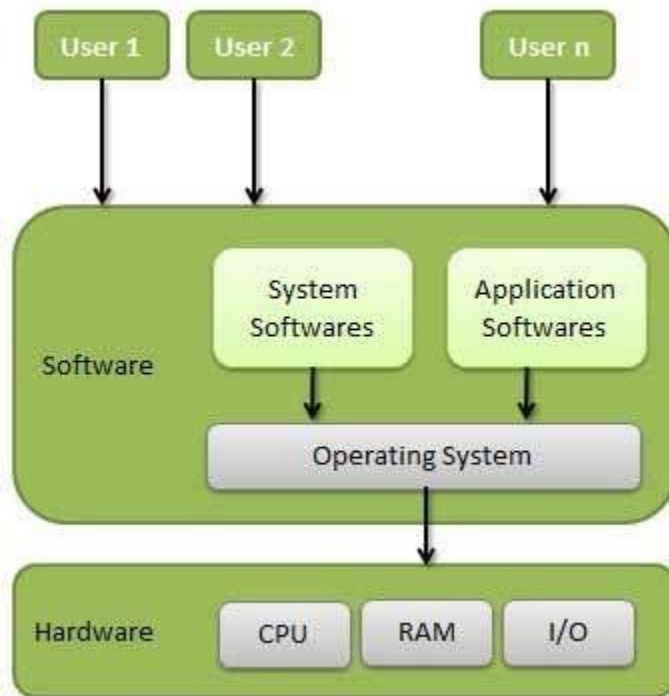 User 1
User 2
User n
System
Softwares
Application
Softwares
Software
Operating System
Hardware
CPU
RAM
I/O